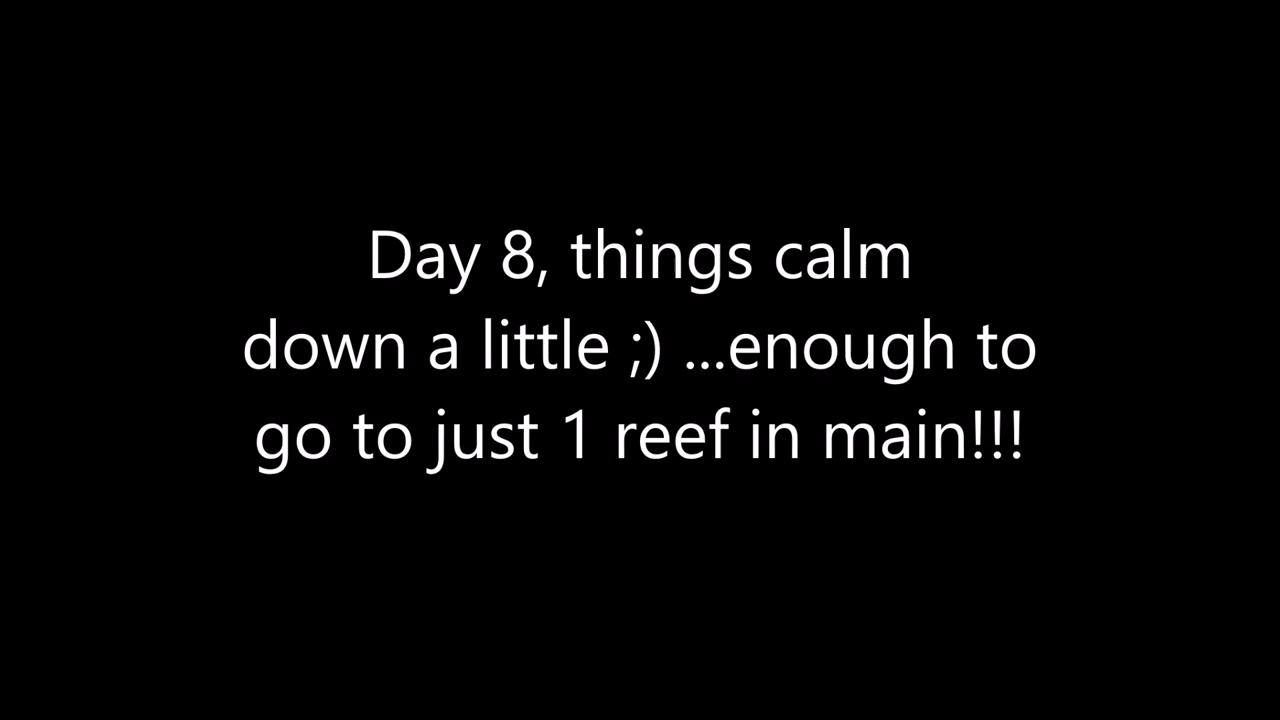 Day 8, things calm
down a little ;) ...enough to
go to just 1 reef in main!!!